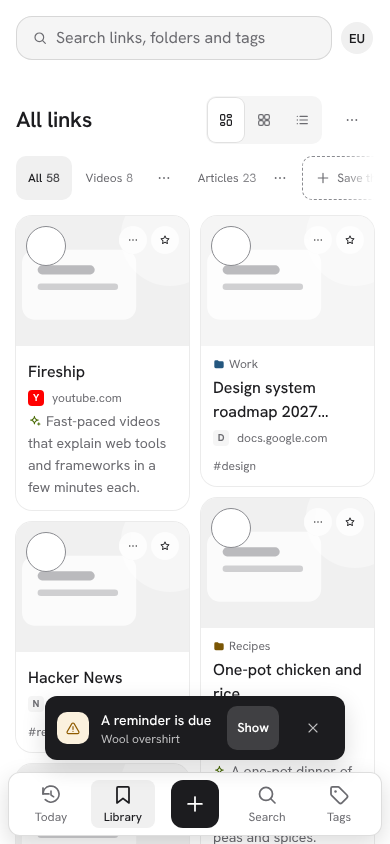 Search links, folders and tags
EU
All links
All 58
Videos 8
Articles 23
Save
Fireship
Y youtube.com
Fast-paced videos
that explain web tools
and frameworks in a
few minutes each.
Work
Design system
roadmap 2027...
D docs.google.com
#design
Hacker News
N
Recipes
One-pot chicken and
rice
A one-pot dinner of
peas and spices.
A reminder is due
Wool overshirt
Show
Today
Library
Search
Tags